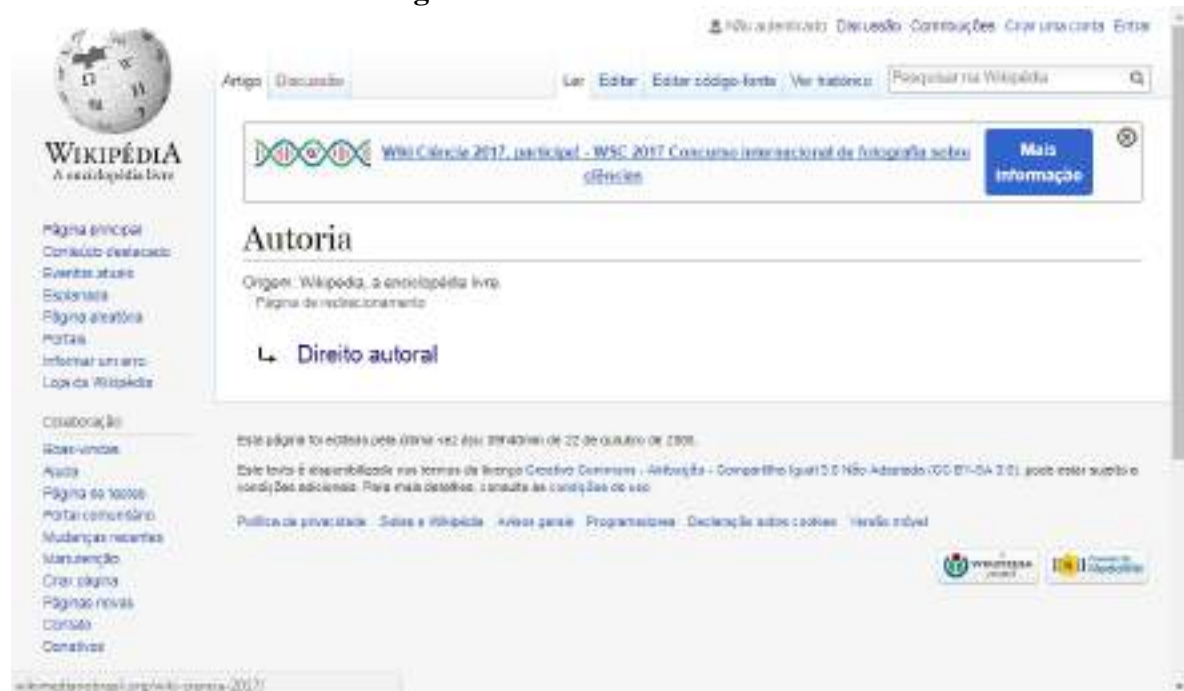 Não autenticado Discussão Contribuições Criar uma conta Entrar
Artigo Discussão Ler Editar Editar código-fonte Ver histórico Pesquisar na Wikipédia
WIKIPÉDIA
A enciclopédia livre
Wiki Ciência 2017, participe! - WSC 2017 Concurso internacional de fotografia sobre
ciências
Mais
informação
Autoria
Origem: Wikipédia, a enciclopédia livre.
Página de redirecionamento
Direito autoral
Página principal
Conteúdo destacado
Eventos atuais
Esplanada
Página aleatória
Portais
Informar um erro
Loja da Wikipédia
Colaboração
Boas-vindas
Ajuda
Página de testes
Portal comunitário
Mudanças recentes
Manutenção
Criar página
Páginas novas
Contato
Donativos
Esta página foi editada pela última vez de 22 de outubro de
Este texto é disponibilizado nos termos da licença Creative Commons - Atribuição - Compartilha Igual 3.0 Não Adaptada (CC BY-SA 3.0); pode estar sujeito a
condições adicionais. Para mais detalhes, consulte as condições de uso.
Política de privacidade Sobre a Wikipédia Avisos gerais Programadores Declaração sobre cookies Versão móvel
WIKIMEDIA
MediaWiki